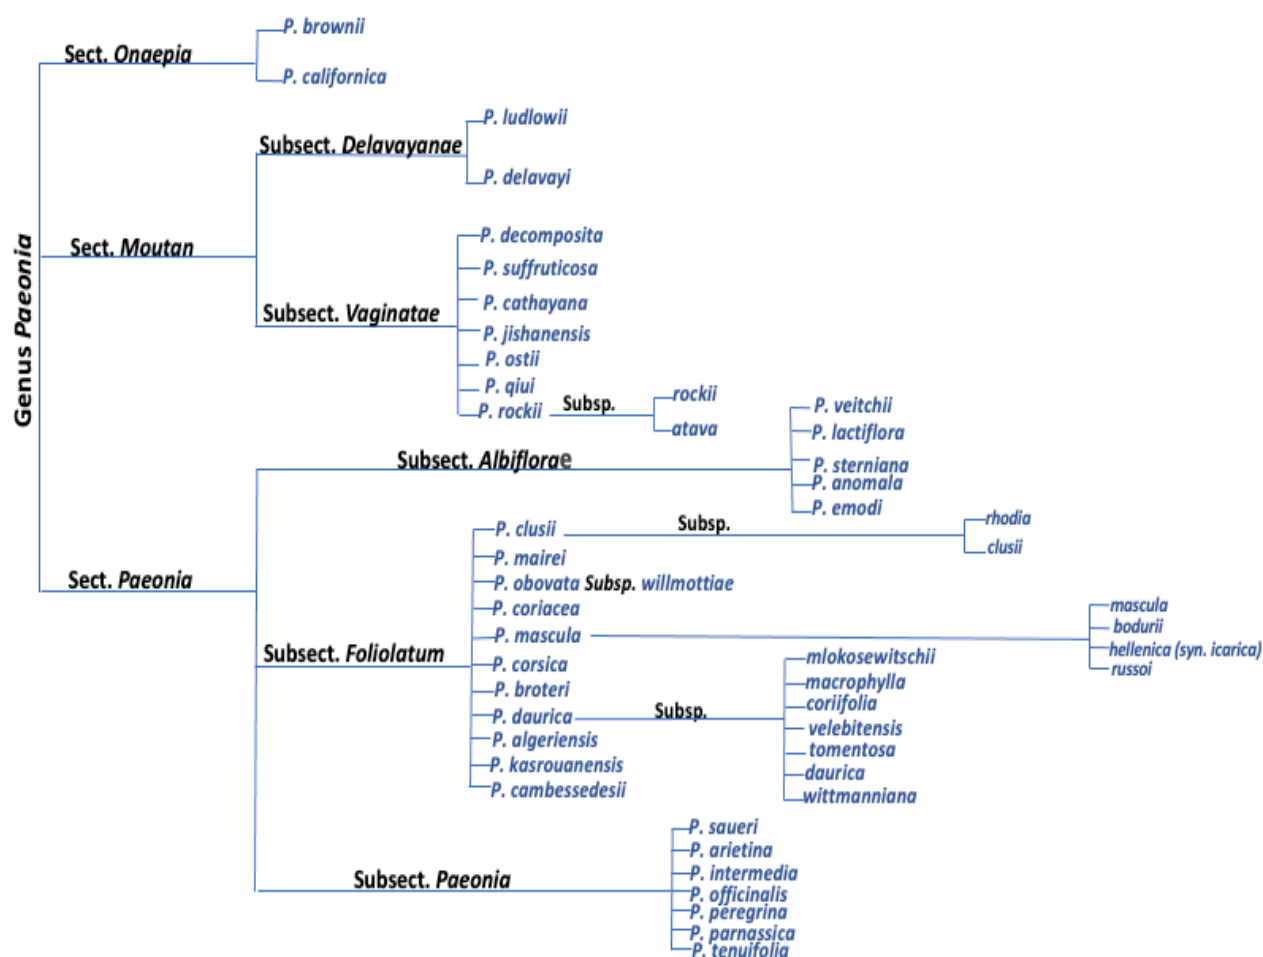 Genus Paeonia
Sect. Onaepia
P. brownii
P. californica
Sect. Moutan
Subsect. Delavayanae
P. ludlowii
P. delavayi
Subsect. Vaginatae
P. decomposita
P. suffruticosa
P. cathayana
P. jishanensis
P. ostii
P. qiui
P. rockii
Subsp.
rockii
atava
Sect. Paeonia
Subsect. Albiflorae
P. veitchii
P. lactiflora
P. sterniana
P. anomala
P. emodi
Subsect. Foliolatum
P. clusii
Subsp.
rhodia
clusii
P. mairei
P. obovata Subsp. willmottiae
P. coriacea
P. mascula
mascula
bodurii
hellenica (syn. icarica)
russoi
P. corsica
P. broteri
P. daurica
Subsp.
mlokosewitschii
macrophylla
coriifolia
velebitensis
tomentosa
daurica
wittmanniana
P. algeriensis
P. kasrouanensis
P. cambessedesii
Subsect. Paeonia
P. saueri
P. arietina
P. intermedia
P. officinalis
P. peregrina
P. parnassica
P. tenuifolia